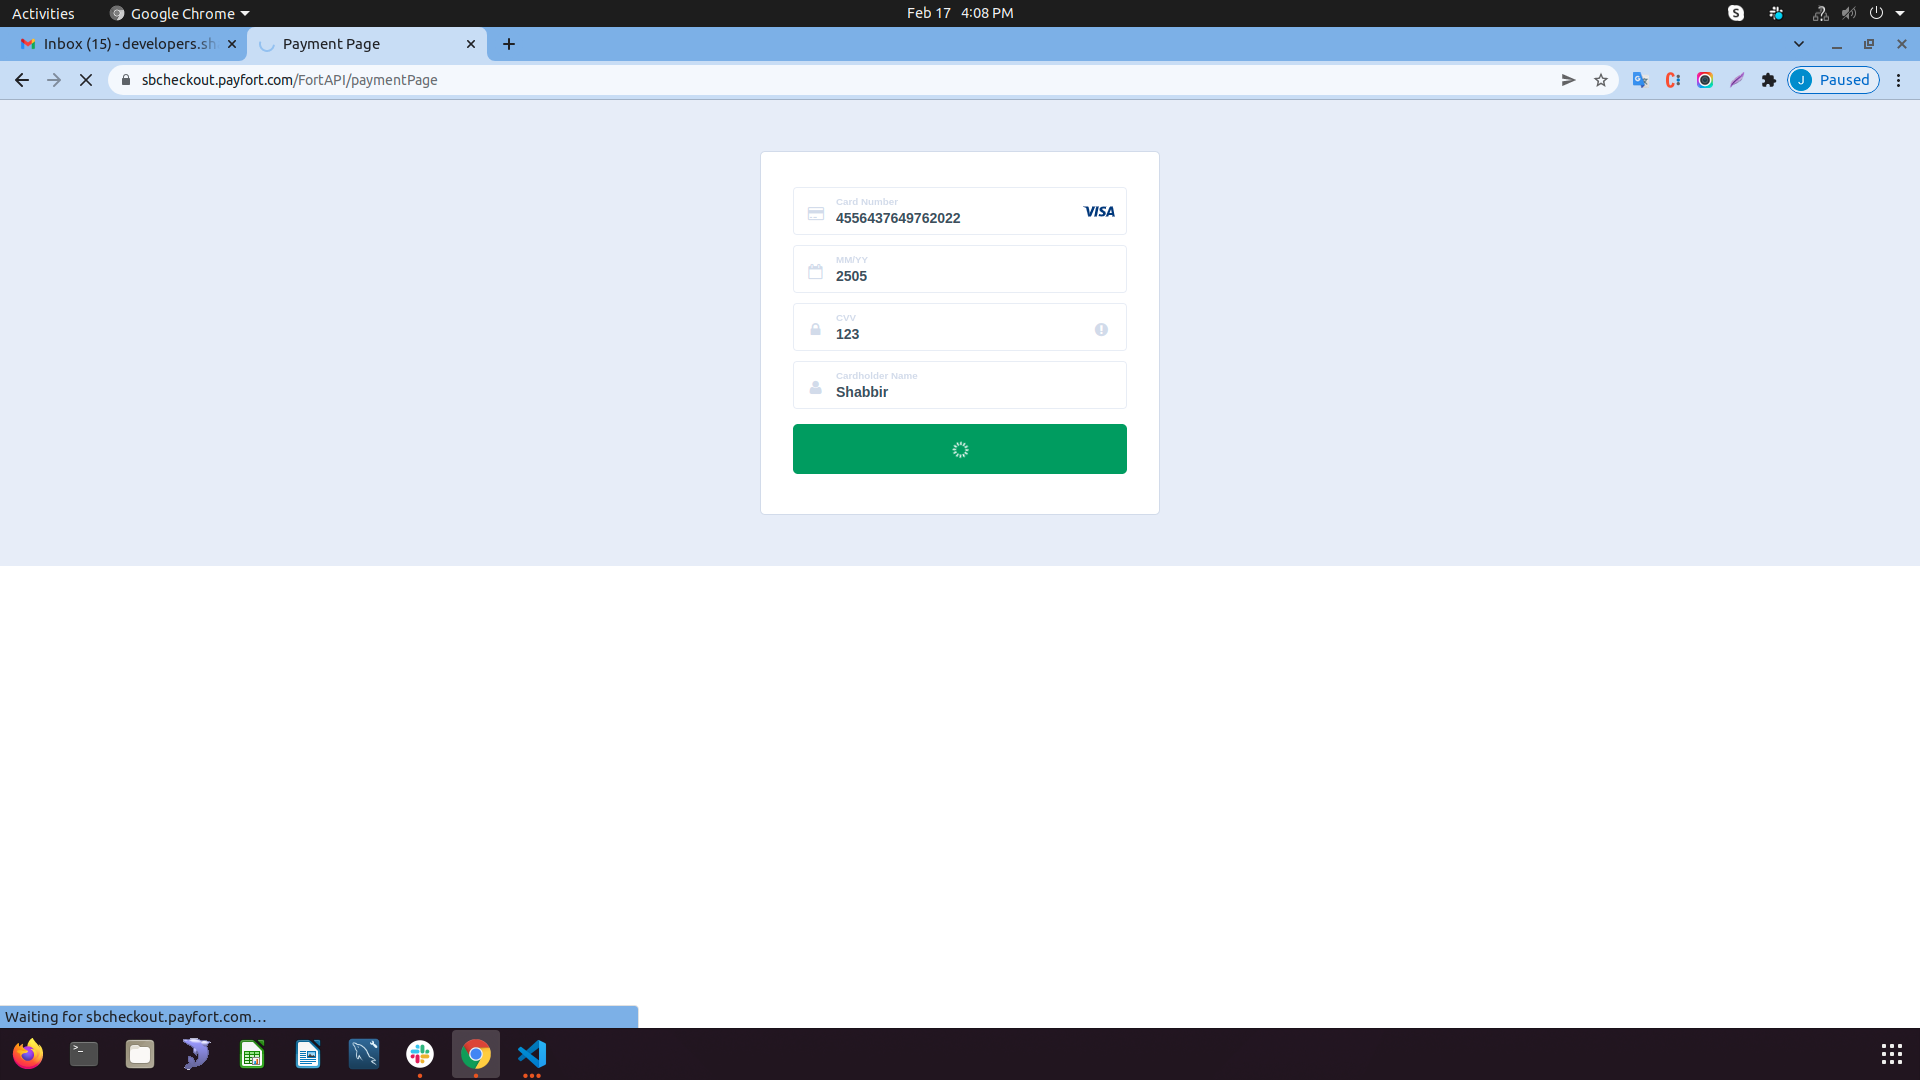 Activities
Google Chrome
Feb 17 4:08 PM
Inbox (15) - developers.sh
Payment Page
sbcheckout.payfort.com/FortAPI/paymentPage
J Paused
Card Number
4556437649762022
VISA
MM/YY
2505
CVV
123
Cardholder Name
Shabbir
Waiting for sbcheckout.payfort.com...